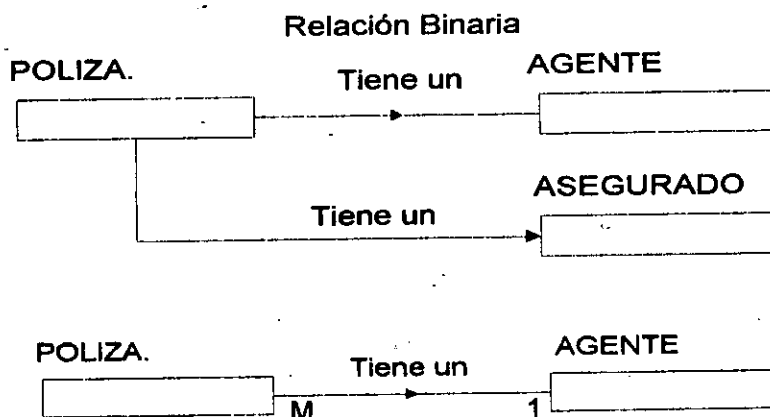 Relación Binaria
POLIZA.
Tiene un
AGENTE
ASEGURADO
Tiene un
POLIZA.
Tiene un
AGENTE
M
1